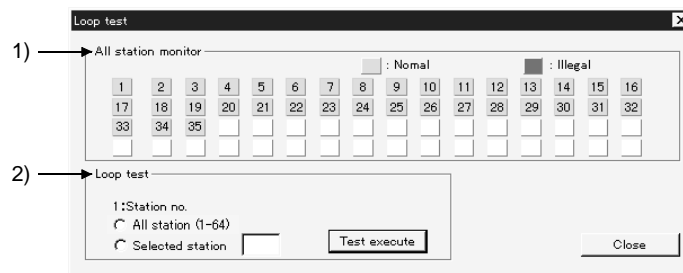 Loop test
1)
All station monitor
: Nomal : Illegal
1 2 3 4 5 6 7 8 9 10 11 12 13 14 15 16
17 18 19 20 21 22 23 24 25 26 27 28 29 30 31 32
33 34 35
2)
Loop test
1:Station no.
All station (1-64)
Selected station
Test execute
Close